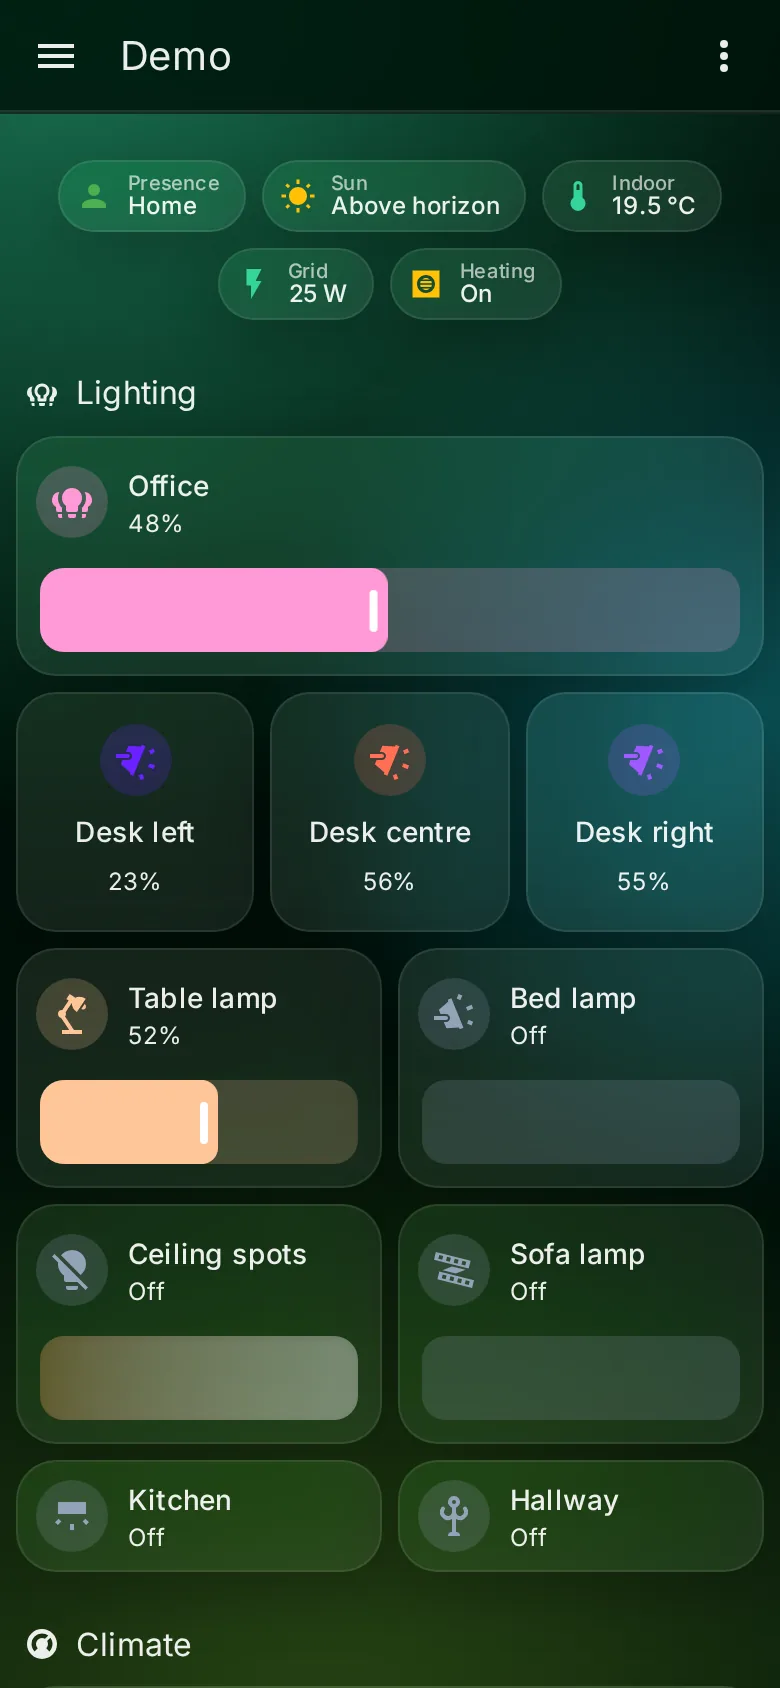 Demo
Presence
Home
Sun
Above horizon
Indoor
19.5 °C
Grid
25 W
Heating
On
Lighting
Office
48%
Desk left
23%
Desk centre
56%
Desk right
55%
Table lamp
52%
Bed lamp
Off
Ceiling spots
Off
Sofa lamp
Off
Kitchen
Off
Hallway
Off
Climate